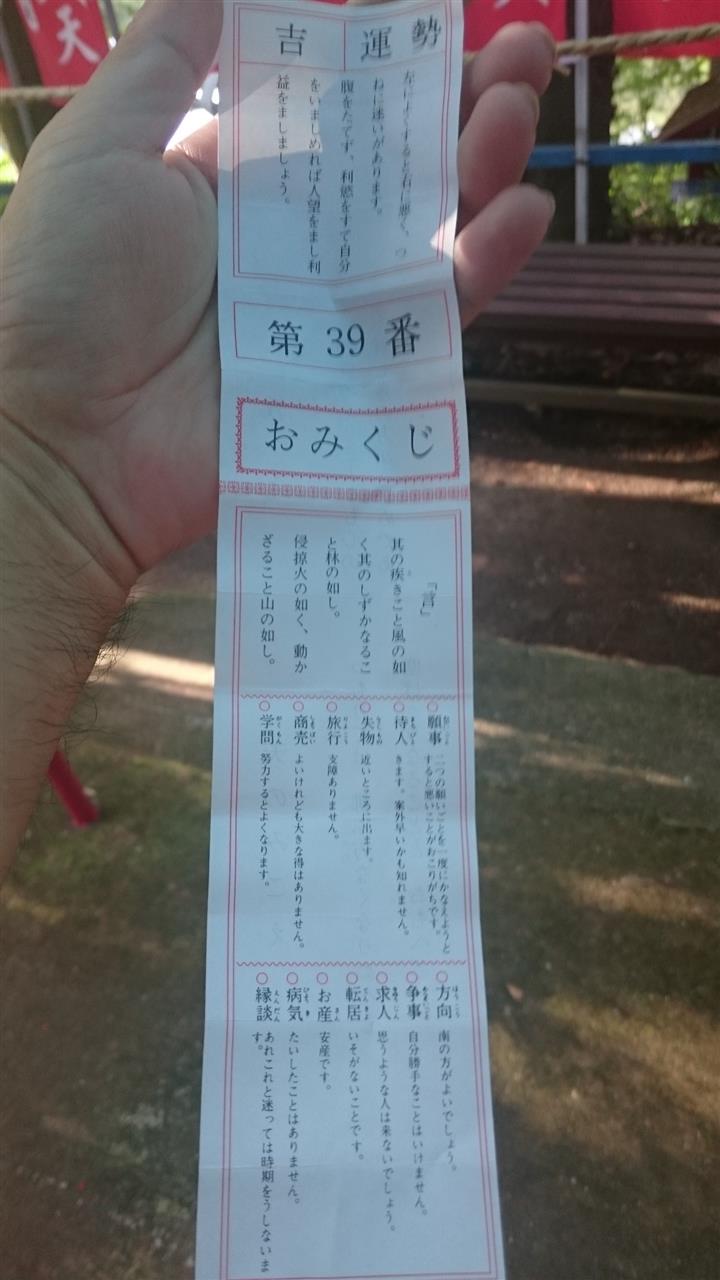 運勢 吉
左によくすると右に悪く、つ
ねに迷いがあります。
腹をたてず、利慾をすて自分
をいましめれば人望をまし利
益をましましょう。
第39番
おみくじ
「言」
其の疾きこと風の如
く其のしずかなるこ
と林の如し。
侵掠火の如く、動か
ざること山の如し。
○願事 二つの願いごとを一度にかなえようと
すると悪いことがおこりがちです。
○待人 きます。案外早いかも知れません。
○失物 近いところに出ます。
○旅行 支障ありません。
○商売 よいけれども大きな得はありません。
○学問 努力するとよくなります。
○方向 南の方がよいでしょう。
○争事 自分勝手なことはいけません。
○求人 思うような人は来ないでしょう。
○転居 いそがないことです。
○お産 安産です。
○病気 たいしたことはありません。
○縁談 あれこれと迷っては時期をうしないま
す。
天